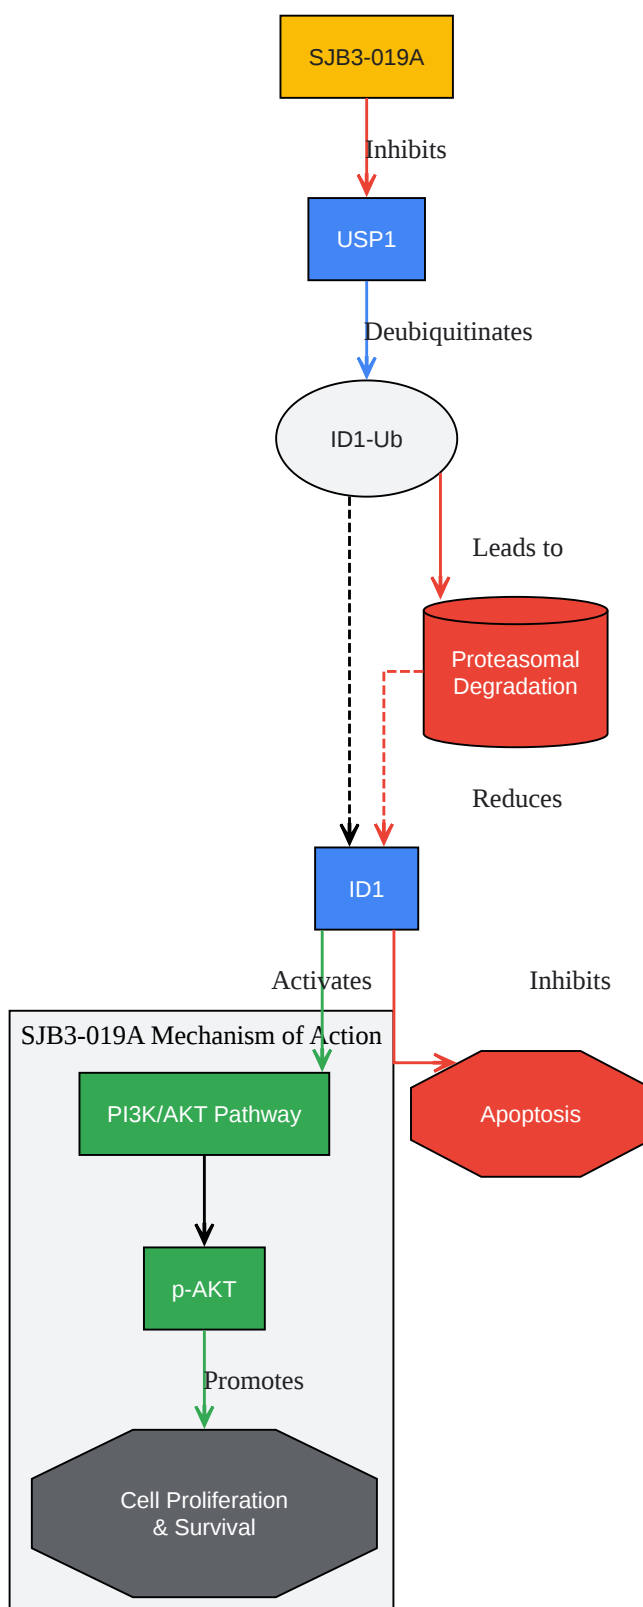 SJB3-019A
Inhibits
USP1
Deubiquitinates
ID1-Ub
Leads to
Proteasomal
Degradation
Reduces
ID1
Activates
Inhibits
SJB3-019A Mechanism of Action
PI3K/AKT Pathway
Apoptosis
p-AKT
Promotes
Cell Proliferation
& Survival